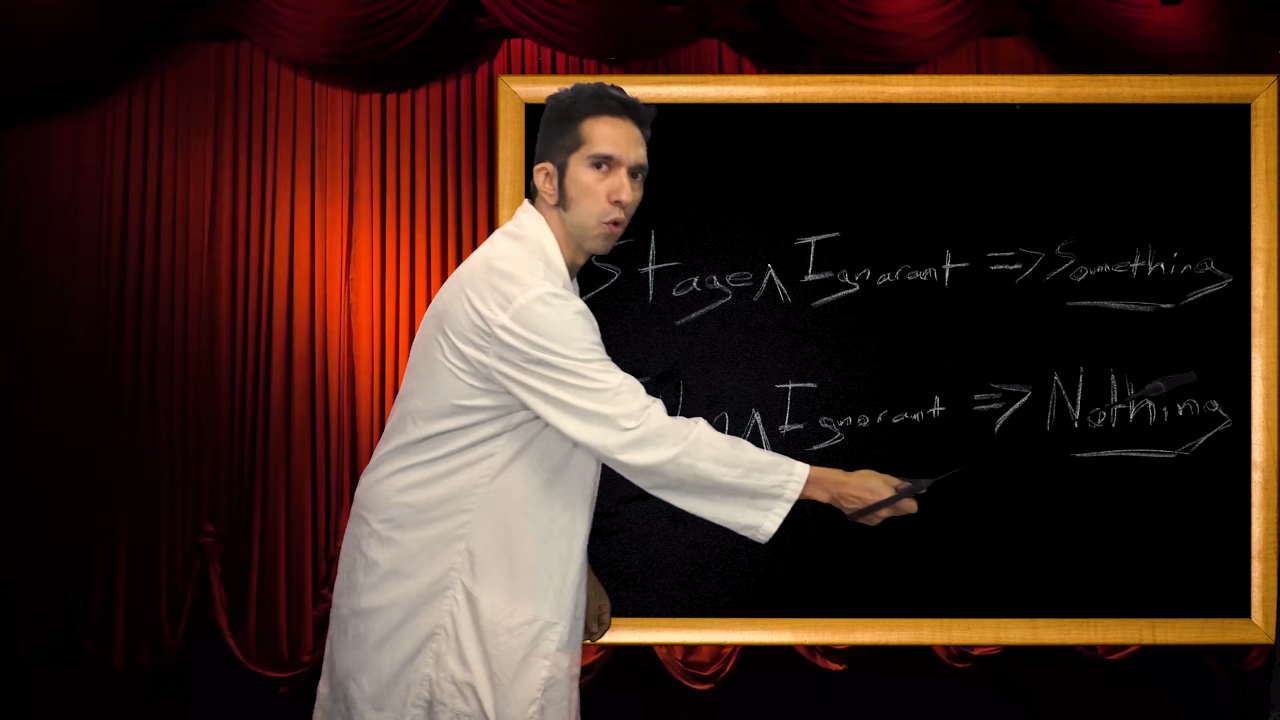 Stage ∧ Ignorant => Something
∧ Ignorant => Nothing